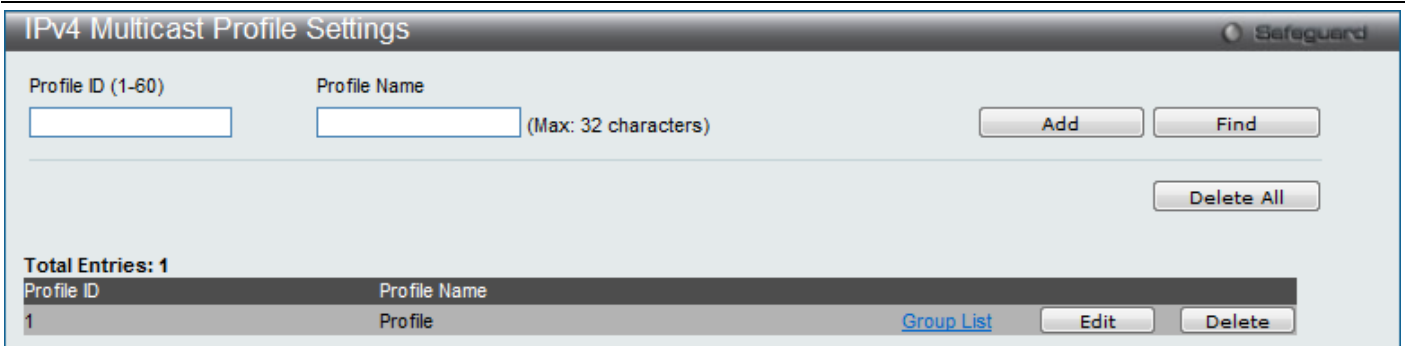 IPv4 Multicast Profile Settings
Safeguard
Profile ID (1-60) Profile Name
(Max: 32 characters) Add Find
Delete All
Total Entries: 1
Profile ID Profile Name
1 Profile Group List Edit Delete